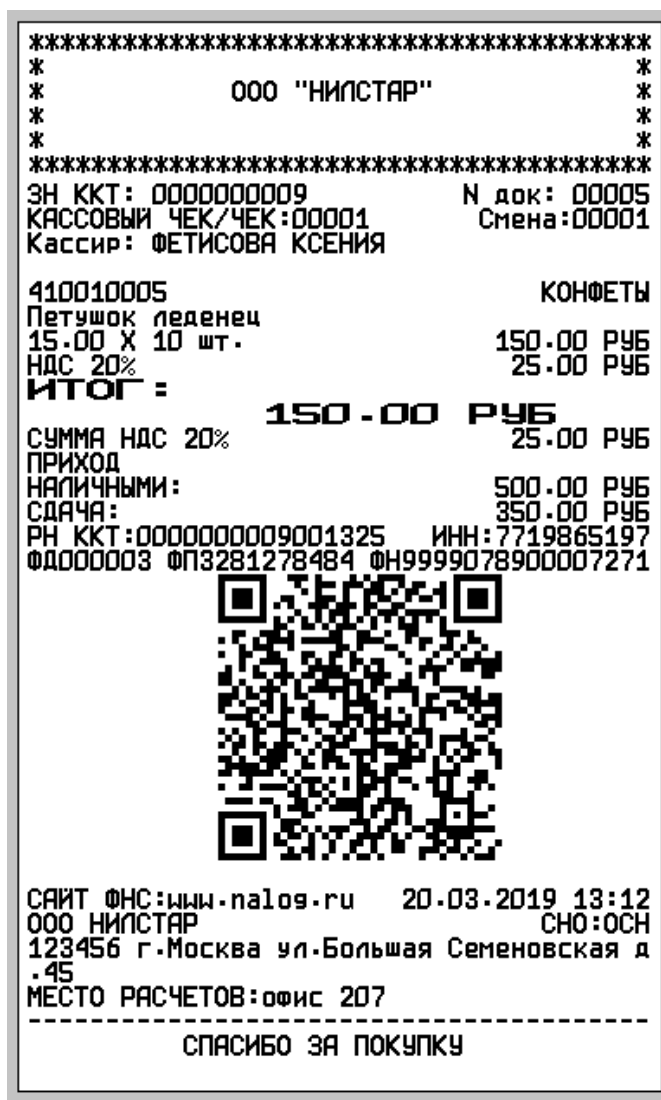 ****************************************
*                                      *
*            ООО "НИЛСТАР"             *
*                                      *
*                                      *
****************************************
ЗН ККТ: 0000000009 N док: 00005
КАССОВЫЙ ЧЕК/ЧЕК:00001 Смена:00001
Кассир: ФЕТИСОВА КСЕНИЯ
410010005 КОНФЕТЫ
Петушок леденец
15.00 X 10 шт. 150.00 РУБ
НДС 20% 25.00 РУБ
ИТОГ:
150.00 РУБ
СУММА НДС 20% 25.00 РУБ
ПРИХОД
НАЛИЧНЫМИ: 500.00 РУБ
СДАЧА: 350.00 РУБ
РН ККТ:0000000009001325 ИНН:7719865197
ФД000003 ФП3281278484 ФН9999078900007271
САЙТ ФНС:www.nalog.ru 20.03.2019 13:12
ООО НИЛСТАР СНО:ОСН
123456 г.Москва ул.Большая Семеновская д
.45
МЕСТО РАСЧЕТОВ:офис 207
----------------------------------------
СПАСИБО ЗА ПОКУПКУ